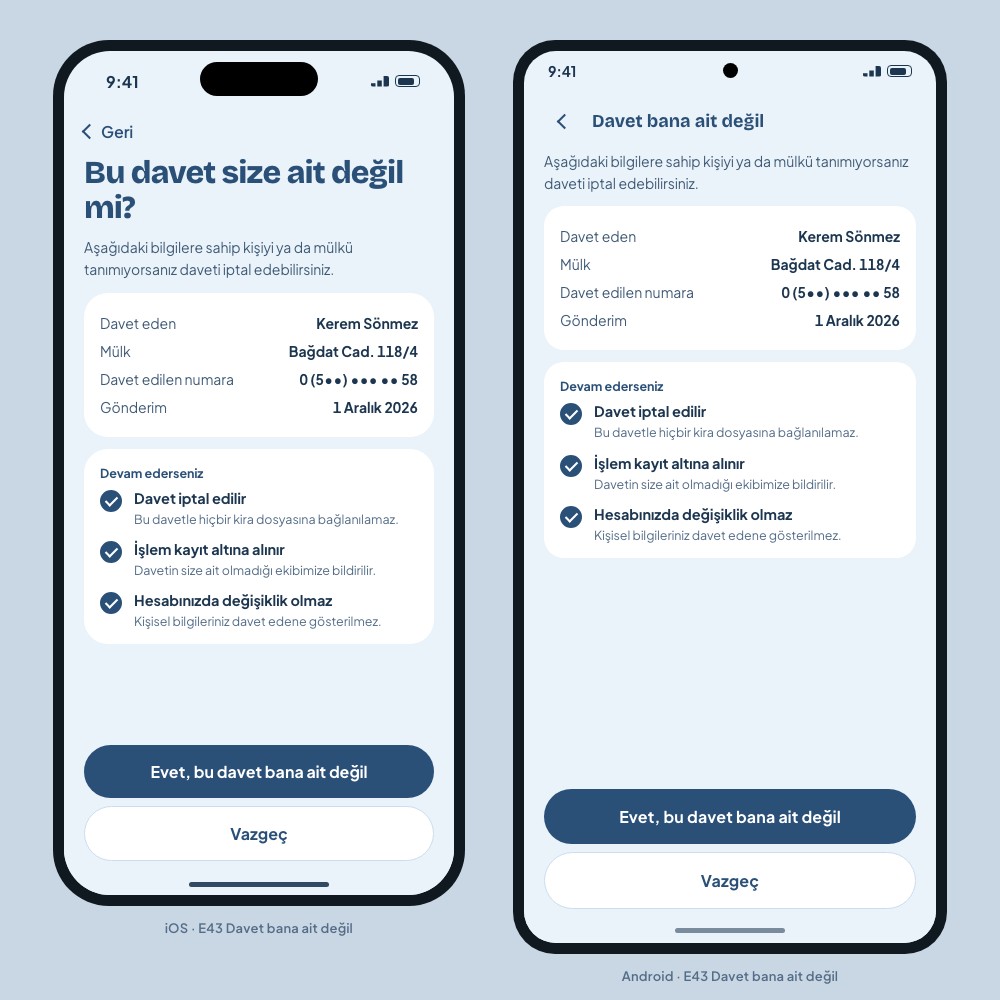 9:41
Geri
Bu davet size ait değil
mi?
Aşağıdaki bilgilere sahip kişiyi ya da mülkü
tanımıyorsanız daveti iptal edebilirsiniz.
Davet eden Kerem Sönmez
Mülk Bağdat Cad. 118/4
Davet edilen numara 0 (5••) ••• •• 58
Gönderim 1 Aralık 2026
Devam ederseniz
Davet iptal edilir
Bu davetle hiçbir kira dosyasına bağlanılamaz.
İşlem kayıt altına alınır
Davetin size ait olmadığı ekibimize bildirilir.
Hesabınızda değişiklik olmaz
Kişisel bilgileriniz davet edene gösterilmez.
Evet, bu davet bana ait değil
Vazgeç
iOS · E43 Davet bana ait değil
9:41
Davet bana ait değil
Aşağıdaki bilgilere sahip kişiyi ya da mülkü tanımıyorsanız
daveti iptal edebilirsiniz.
Davet eden Kerem Sönmez
Mülk Bağdat Cad. 118/4
Davet edilen numara 0 (5••) ••• •• 58
Gönderim 1 Aralık 2026
Devam ederseniz
Davet iptal edilir
Bu davetle hiçbir kira dosyasına bağlanılamaz.
İşlem kayıt altına alınır
Davetin size ait olmadığı ekibimize bildirilir.
Hesabınızda değişiklik olmaz
Kişisel bilgileriniz davet edene gösterilmez.
Evet, bu davet bana ait değil
Vazgeç
Android · E43 Davet bana ait değil